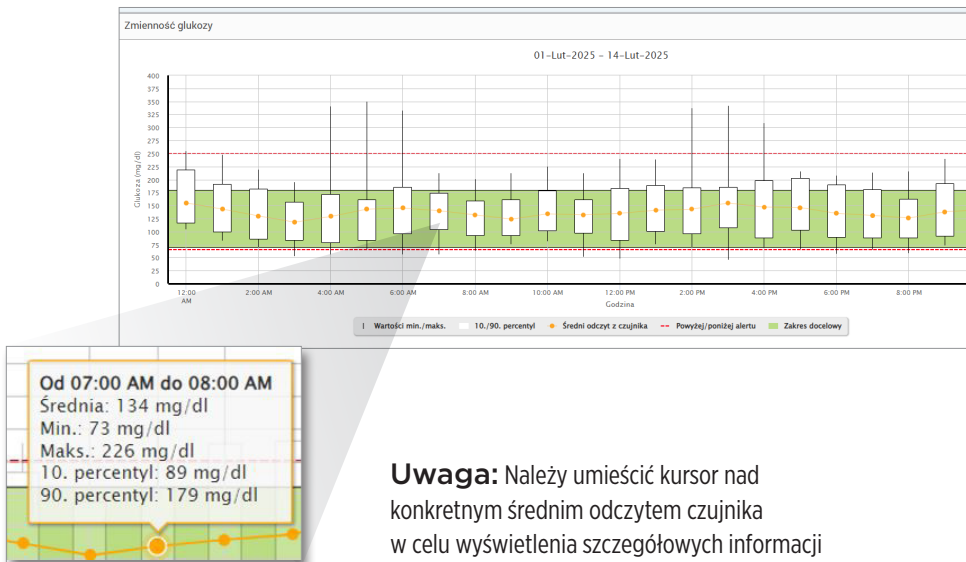 Zmienność glukozy
01-Lut-2025 - 14-Lut-2025
400
375
350
325
300
275
250
225
200
175
150
125
100
75
50
25
0
Glukoza (mg/dl)
12:00 AM
2:00 AM
4:00 AM
6:00 AM
8:00 AM
10:00 AM
12:00 PM
2:00 PM
4:00 PM
6:00 PM
8:00 PM
Godzina
Wartości min./maks. 10./90. percentyl Średni odczyt z czujnika Powyżej/poniżej alertu Zakres docelowy
Od 07:00 AM do 08:00 AM
Średnia: 134 mg/dl
Min.: 73 mg/dl
Maks.: 226 mg/dl
10. percentyl: 89 mg/dl
90. percentyl: 179 mg/dl
Uwaga: Należy umieścić kursor nad
konkretnym średnim odczytem czujnika
w celu wyświetlenia szczegółowych informacji